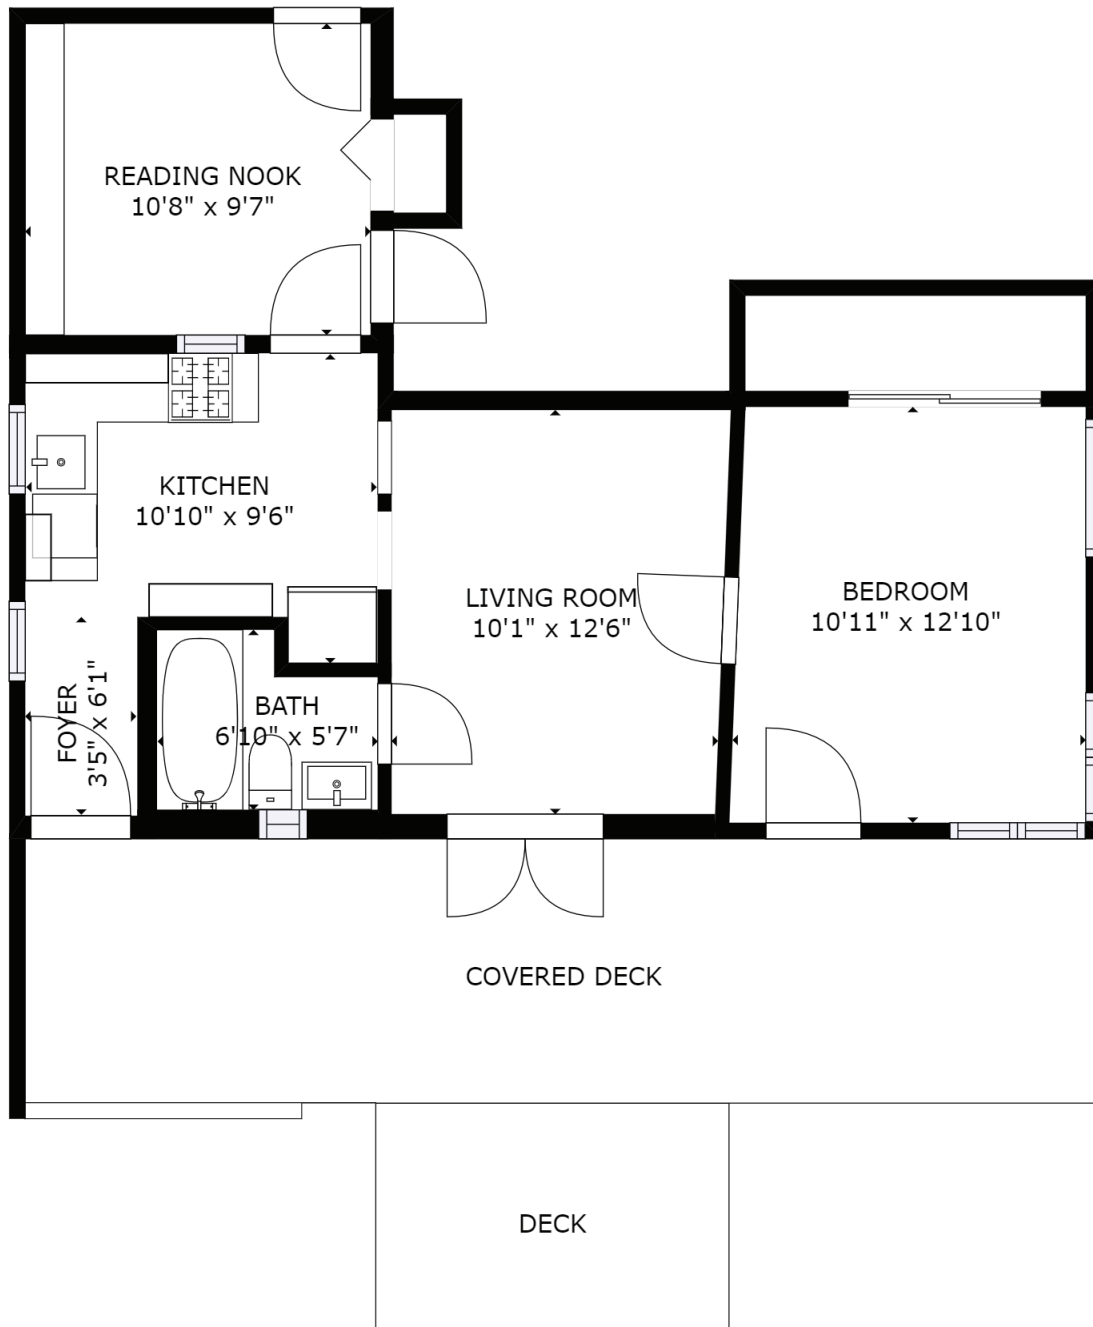 READING NOOK
10'8" x 9'7"
KITCHEN
10'10" x 9'6"
LIVING ROOM
10'1" x 12'6"
BEDROOM
10'11" x 12'10"
FOYER
3'5" x 6'1"
BATH
6'10" x 5'7"
COVERED DECK
DECK